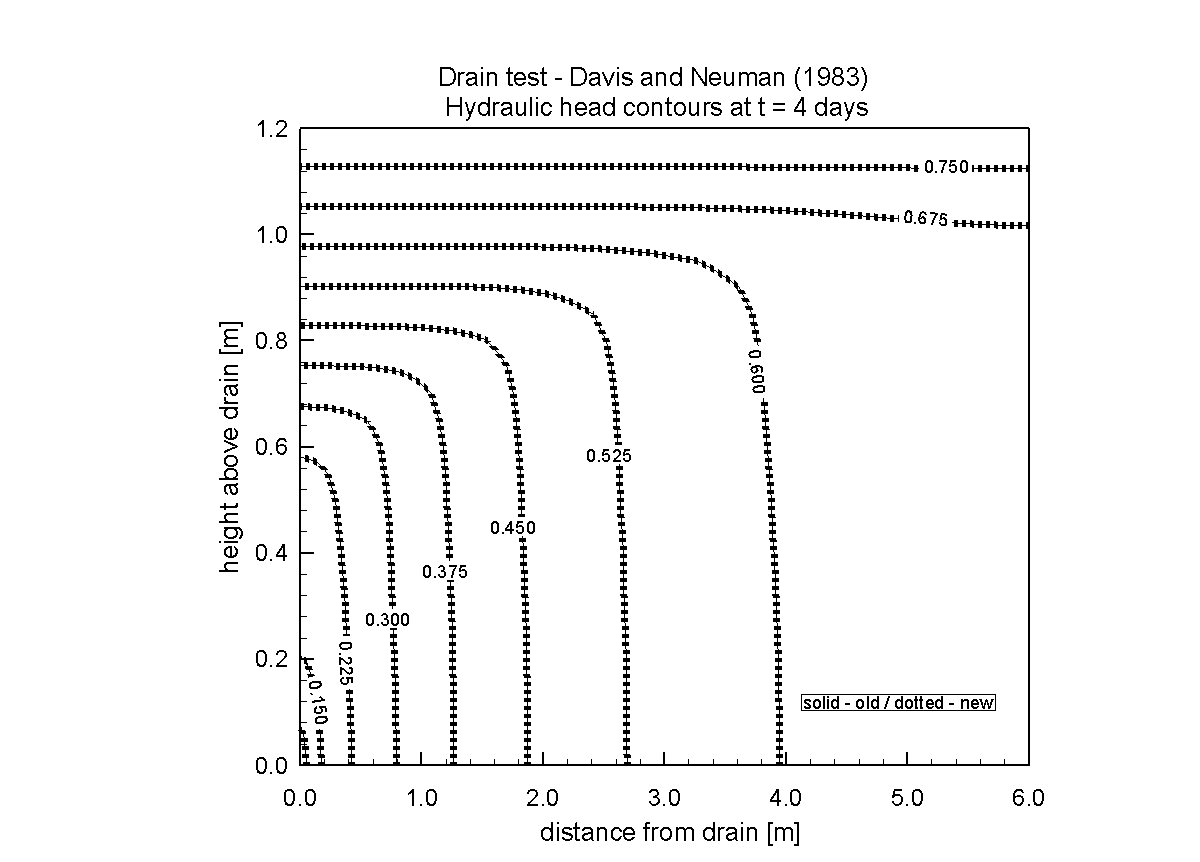 Drain test - Davis and Neuman (1983)
Hydraulic head contours at t = 4 days
1.2
0.750
0.675
1.0
0.8
0.600
height above drain [m]
0.6
0.525
0.450
0.4
0.375
0.300
0.2
0.225
0.150
solid - old / dotted - new
0.0
0.0 1.0 2.0 3.0 4.0 5.0 6.0
distance from drain [m]